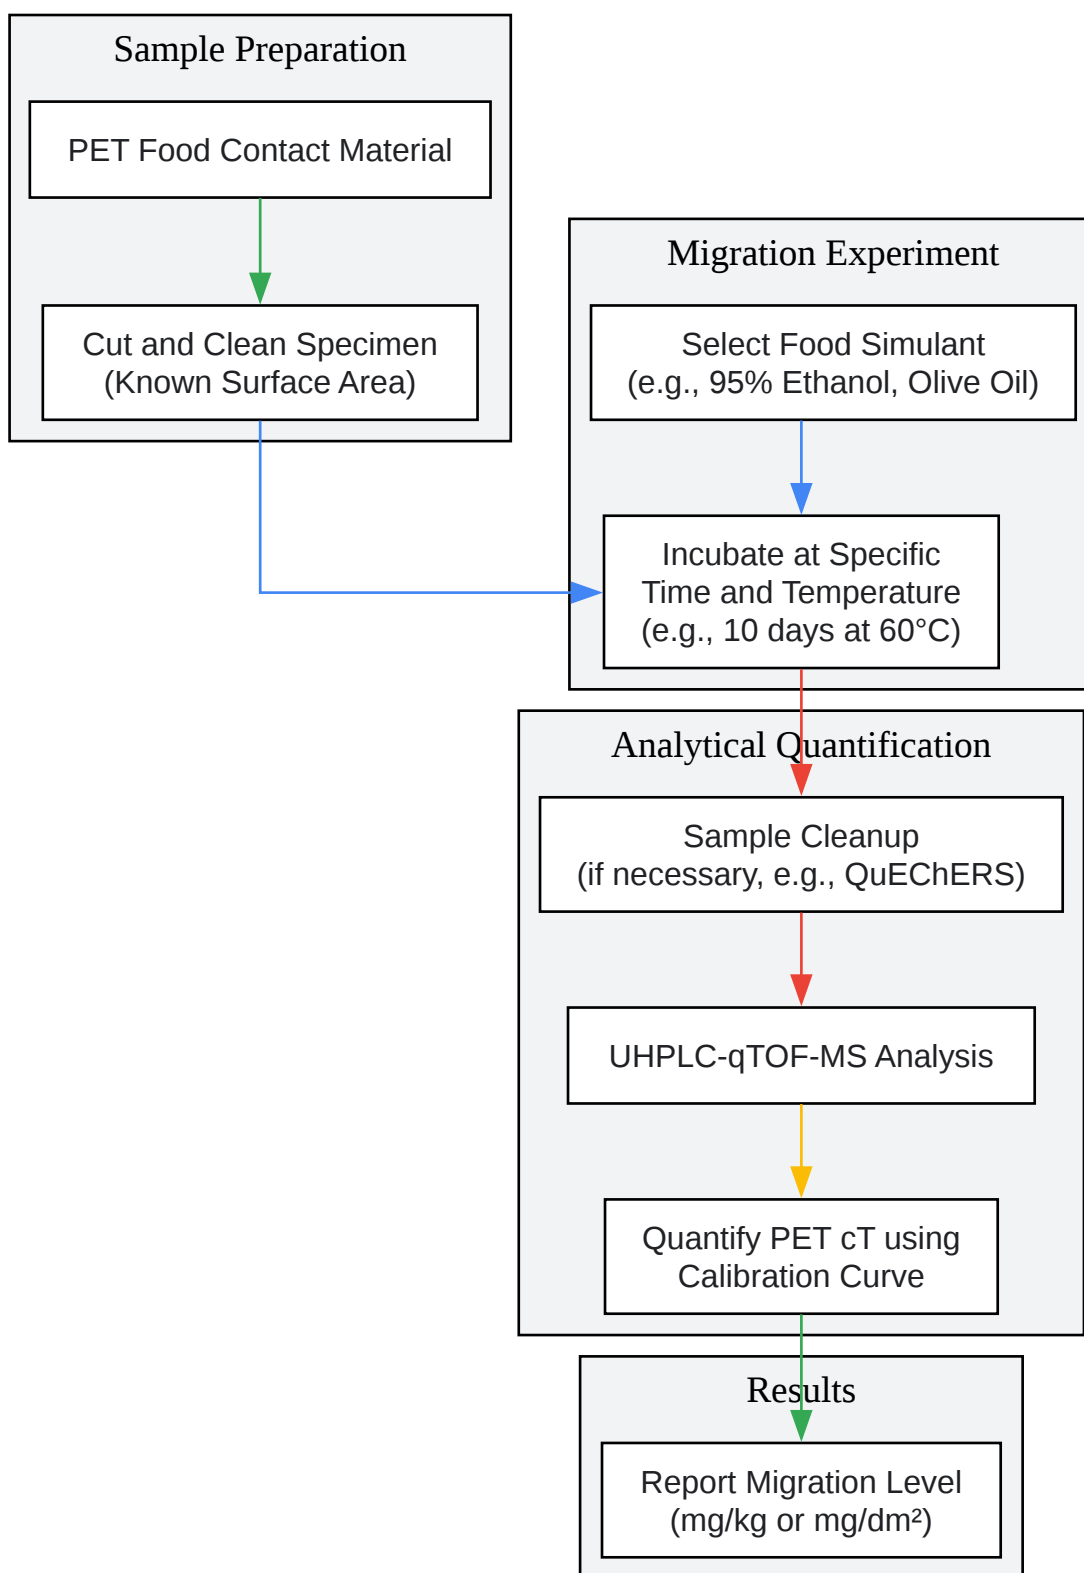 Sample Preparation
PET Food Contact Material
Cut and Clean Specimen
(Known Surface Area)
Migration Experiment
Select Food Simulant
(e.g., 95% Ethanol, Olive Oil)
Incubate at Specific
Time and Temperature
(e.g., 10 days at 60°C)
Analytical Quantification
Sample Cleanup
(if necessary, e.g., QuEChERS)
UHPLC-qTOF-MS Analysis
Quantify PET cT using
Calibration Curve
Results
Report Migration Level
(mg/kg or mg/dm²)